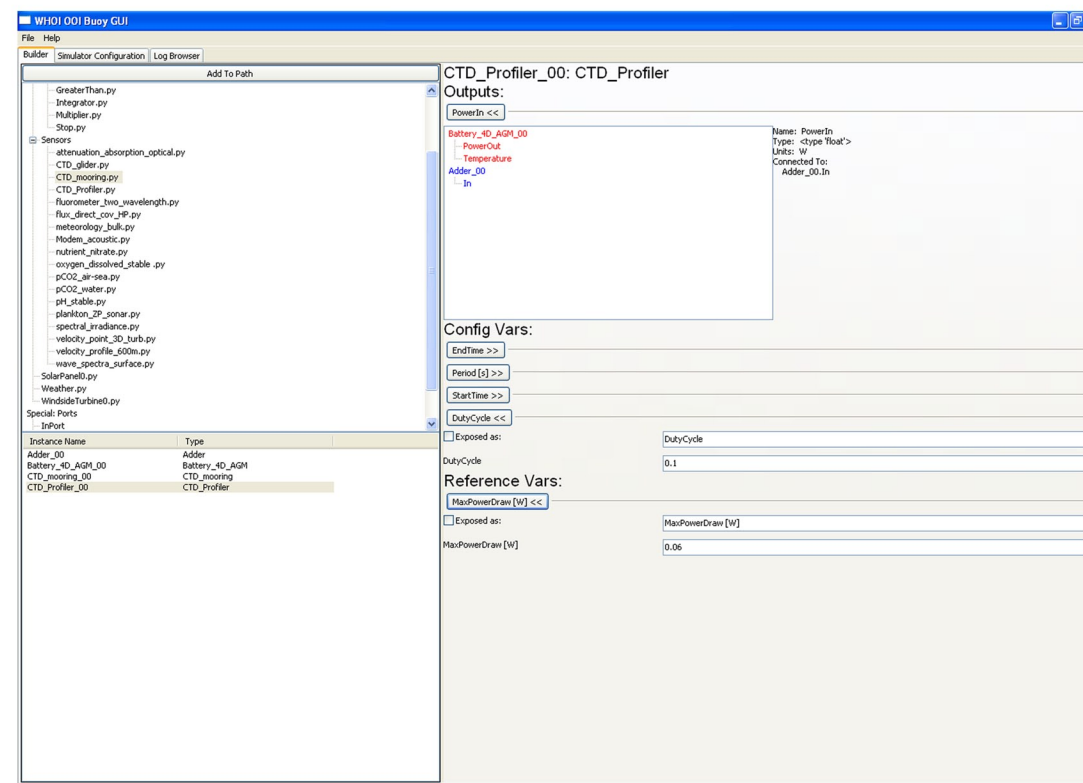 WHOI OOI Buoy GUI
File Help
Builder Simulator Configuration Log Browser
Add To Path
GreaterThan.py
Integrator.py
Multiplier.py
Stop.py
Sensors
attenuation_absorption_optical.py
CTD_glider.py
CTD_mooring.py
CTD_Profiler.py
fluorometer_two_wavelength.py
flux_direct_cov_HP.py
meteorology_bulk.py
Modem_acoustic.py
nutrient_nitrate.py
oxygen_dissolved_stable .py
pCO2_air-sea.py
pCO2_water.py
pH_stable.py
plankton_ZP_sonar.py
spectral_irradiance.py
velocity_point_3D_turb.py
velocity_profile_600m.py
wave_spectra_surface.py
SolarPanel0.py
Weather.py
WindsideTurbine0.py
Special: Ports
InPort
Instance Name Type
Adder_00 Adder
Battery_4D_AGM_00 Battery_4D_AGM
CTD_mooring_00 CTD_mooring
CTD_Profiler_00 CTD_Profiler
CTD_Profiler_00: CTD_Profiler
Outputs:
PowerIn <<
Battery_4D_AGM_00
PowerOut
Temperature
Adder_00
In
Name: PowerIn
Type: <type 'float'>
Units: W
Connected To:
Adder_00.In
Config Vars:
EndTime >>
Period [s] >>
StartTime >>
DutyCycle <<
Exposed as: DutyCycle
DutyCycle 0.1
Reference Vars:
MaxPowerDraw [W] <<
Exposed as: MaxPowerDraw [W]
MaxPowerDraw [W] 0.06